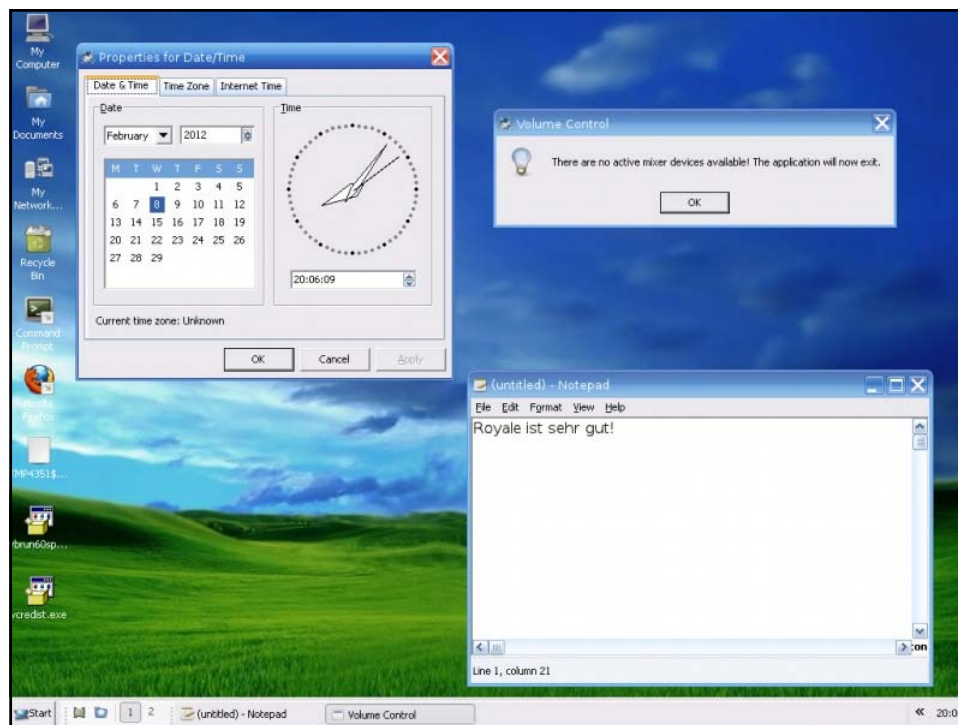 My
Computer
My
Documents
My
Network...
Recycle
Bin
Command
Prompt
Firefox
TMP4351$...
vbrun60sp...
vcredist.exe
Properties for Date/Time
Date & Time Time Zone Internet Time
Date
February 2012
M T W T F S S
1 2 3 4 5
6 7 8 9 10 11 12
13 14 15 16 17 18 19
20 21 22 23 24 25 26
27 28 29
Time
20:06:09
Current time zone: Unknown
OK Cancel Apply
Volume Control
There are no active mixer devices available! The application will now exit.
OK
(untitled) - Notepad
File Edit Format View Help
Royale ist sehr gut!
Line 1, column 21
Start 1 2 (untitled) - Notepad Volume Control